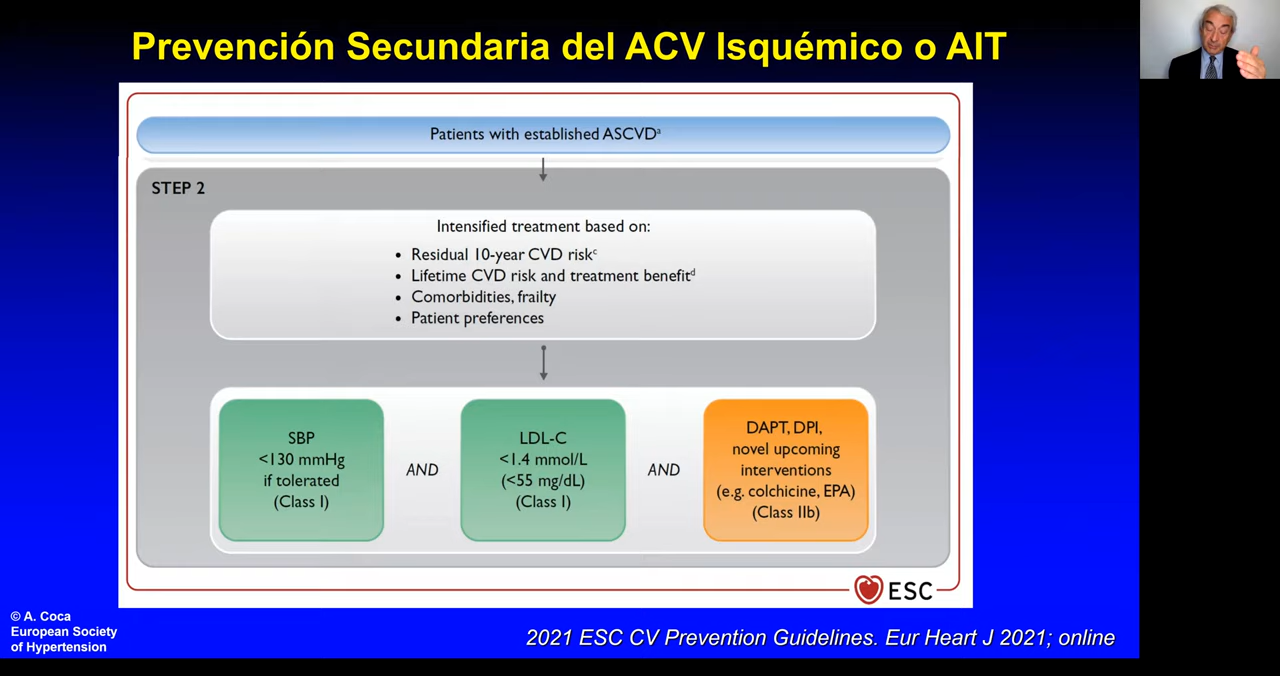 Prevención Secundaria del ACV Isquémico o AIT
Patients with established ASCVDᵃ
STEP 2
Intensified treatment based on:
• Residual 10-year CVD riskᶜ
• Lifetime CVD risk and treatment benefitᵈ
• Comorbidities, frailty
• Patient preferences
SBP
<130 mmHg
if tolerated
(Class I)
AND
LDL-C
<1.4 mmol/L
(<55 mg/dL)
(Class I)
AND
DAPT, DPI,
novel upcoming
interventions
(e.g. colchicine, EPA)
(Class IIb)
ESC
© A. Coca
European Society
of Hypertension
2021 ESC CV Prevention Guidelines. Eur Heart J 2021; online